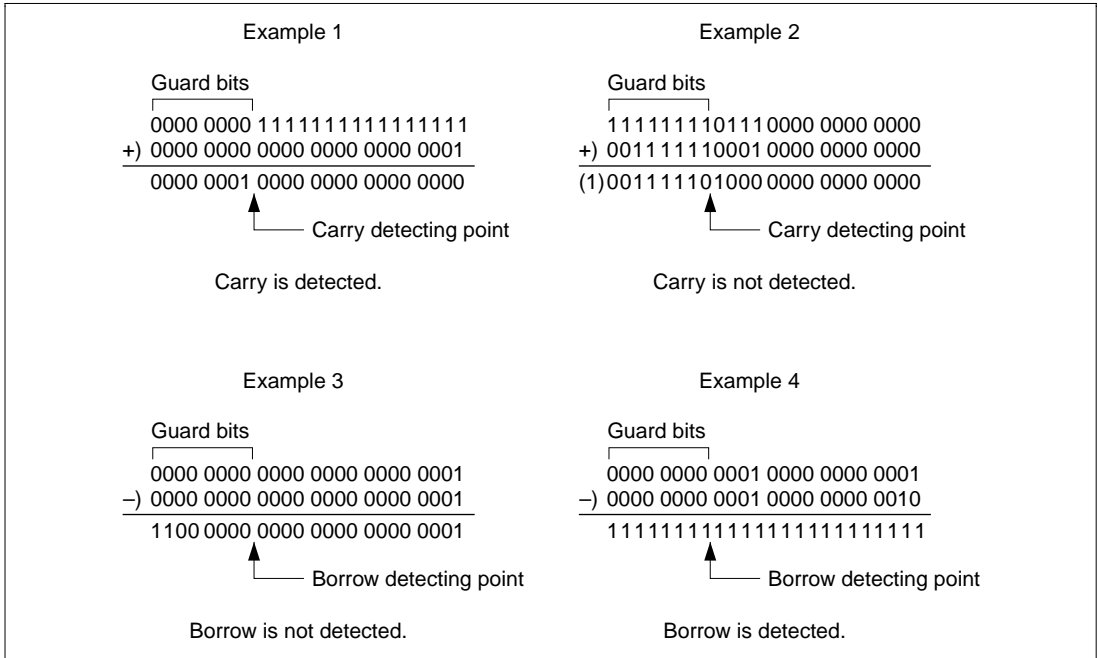 Example 1
Guard bits
0000 0000 1111111111111111
+) 0000 0000 0000 0000 0000 0001
0000 0001 0000 0000 0000 0000
Carry detecting point
Carry is detected.
Example 2
Guard bits
111111110111 0000 0000 0000
+) 001111110001 0000 0000 0000
(1)001111101000 0000 0000 0000
Carry detecting point
Carry is not detected.
Example 3
Guard bits
0000 0000 0000 0000 0000 0001
–) 0000 0000 0000 0000 0000 0001
1100 0000 0000 0000 0000 0001
Borrow detecting point
Borrow is not detected.
Example 4
Guard bits
0000 0000 0001 0000 0000 0001
–) 0000 0000 0001 0000 0000 0010
111111111111111111111111
Borrow detecting point
Borrow is detected.